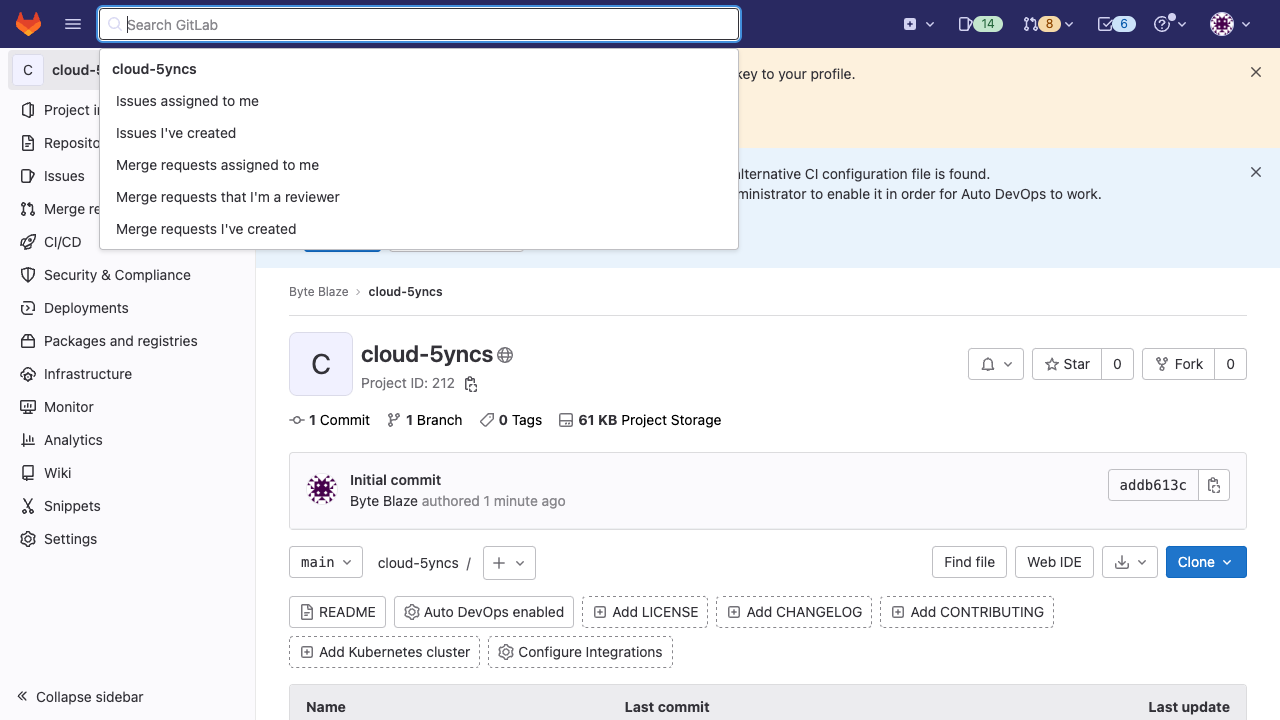 Search GitLab
14
8
6
C
cloud-5
cloud-5yncs
Issues assigned to me
Issues I've created
Merge requests assigned to me
Merge requests that I'm a reviewer
Merge requests I've created
key to your profile.
alternative CI configuration file is found.
ministrator to enable it in order for Auto DevOps to work.
Project in
Reposito
Issues
Merge re
CI/CD
Security & Compliance
Deployments
Packages and registries
Infrastructure
Monitor
Analytics
Wiki
Snippets
Settings
Collapse sidebar
Byte Blaze
cloud-5yncs
C
cloud-5yncs
Project ID: 212
Star 0
Fork 0
1 Commit
1 Branch
0 Tags
61 KB Project Storage
Initial commit
Byte Blaze authored 1 minute ago
addb613c
main
cloud-5yncs /
Find file
Web IDE
Clone
README
Auto DevOps enabled
Add LICENSE
Add CHANGELOG
Add CONTRIBUTING
Add Kubernetes cluster
Configure Integrations
Name
Last commit
Last update